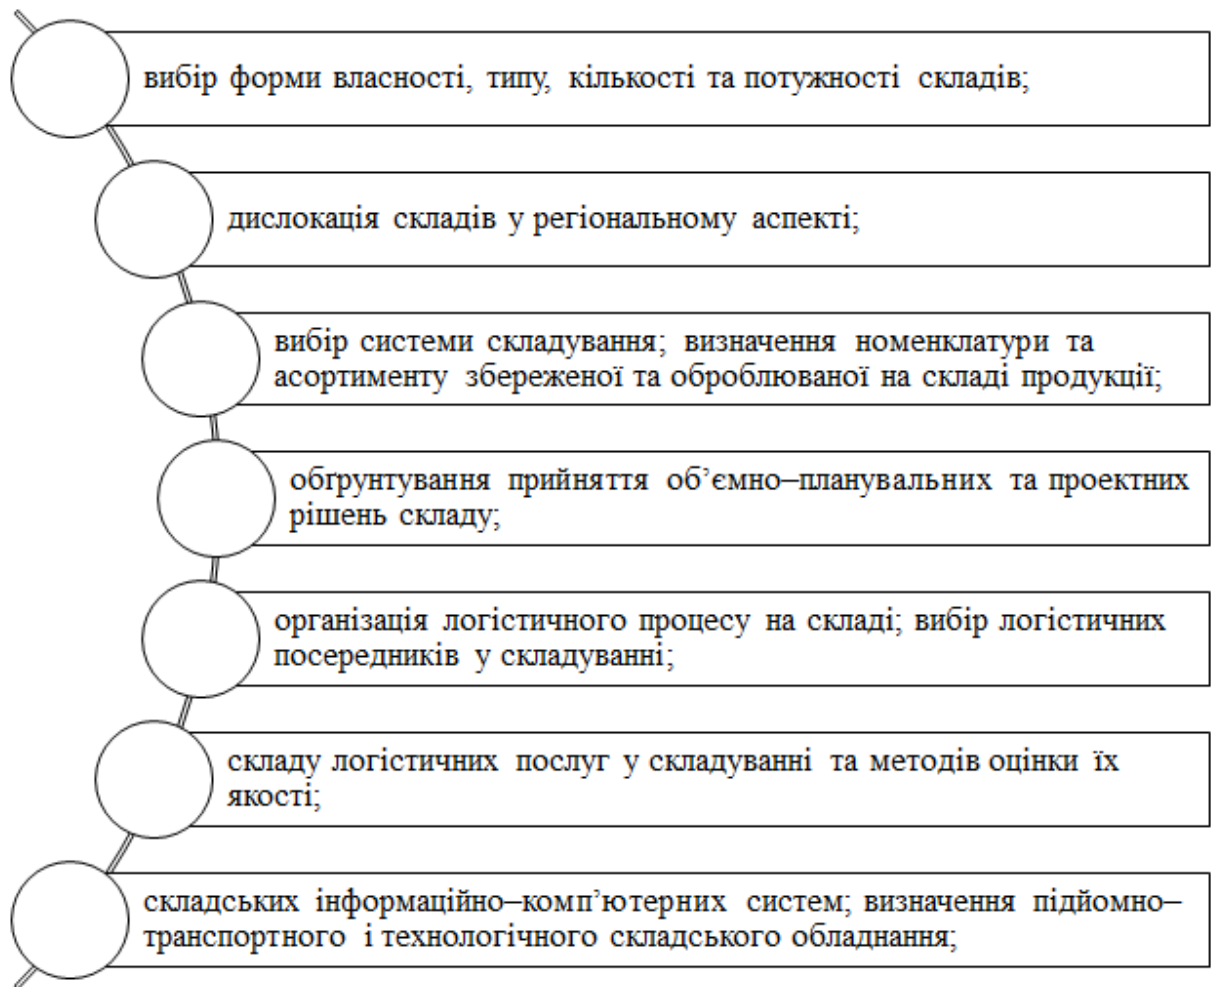 вибір форми власності, типу, кількості та потужності складів;
дислокація складів у регіональному аспекті;
вибір системи складування; визначення номенклатури та
асортименту збереженої та оброблюваної на складі продукції;
обґрунтування прийняття об’ємно–планувальних та проектних
рішень складу;
організація логістичного процесу на складі; вибір логістичних
посередників у складуванні;
складу логістичних послуг у складуванні та методів оцінки їх
якості;
складських інформаційно–комп’ютерних систем; визначення підйомно–
транспортного і технологічного складського обладнання;